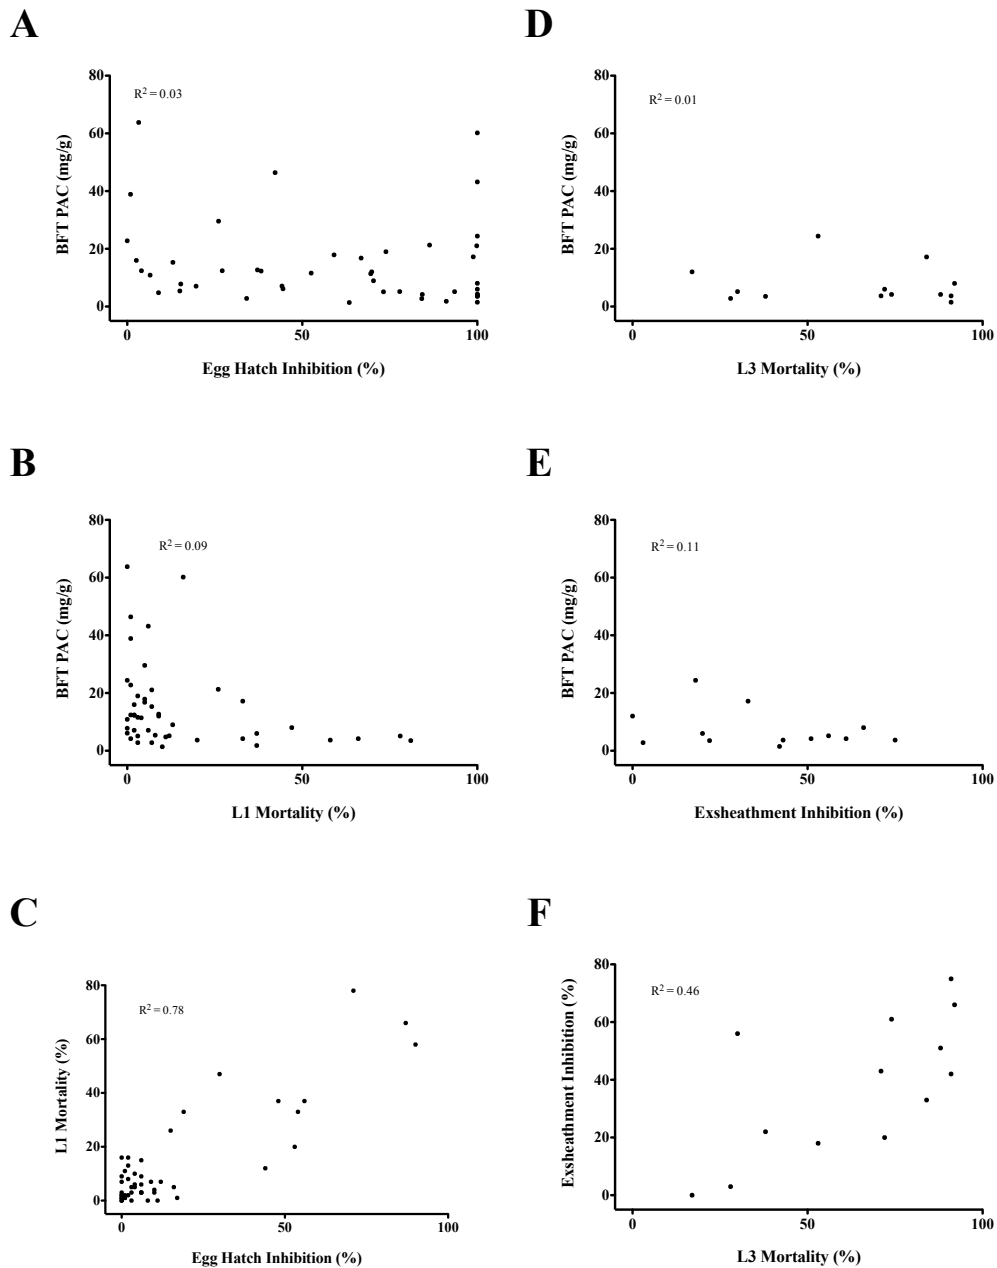 A
80
60
40
20
0
BFT PAC (mg/g)
R² = 0.03
0 50 100
Egg Hatch Inhibition (%)
D
80
60
40
20
0
BFT PAC (mg/g)
R² = 0.01
0 50 100
L3 Mortality (%)
B
80
60
40
20
0
BFT PAC (mg/g)
R² = 0.09
0 50 100
L1 Mortality (%)
E
80
60
40
20
0
BFT PAC (mg/g)
R² = 0.11
0 50 100
Exsheathment Inhibition (%)
C
80
60
40
20
0
L1 Mortality (%)
R² = 0.78
0 50 100
Egg Hatch Inhibition (%)
F
80
60
40
20
0
Exsheathment Inhibition (%)
R² = 0.46
0 50 100
L3 Mortality (%)